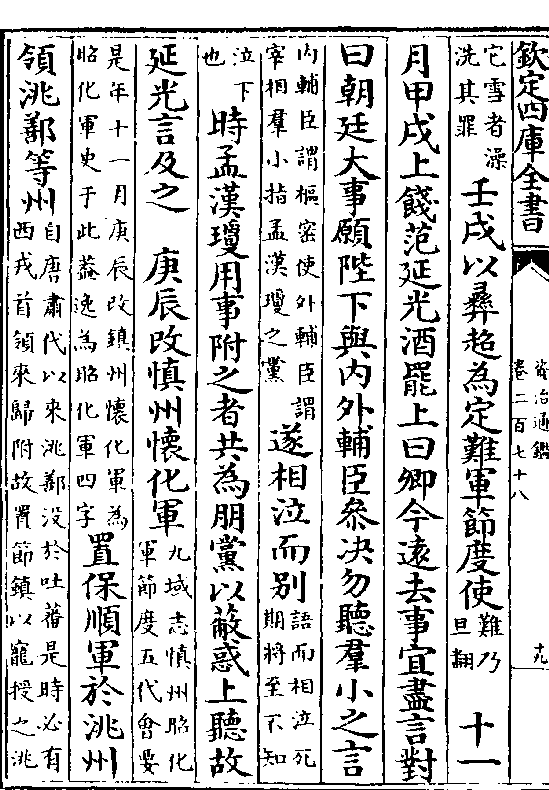 欽定四庫全書
資治通鑑
卷二百七十八
十九
它雪者澡
洗其罪
壬戌以彞超為定難軍節度使
難乃
旦翻
十一
月甲戌上餞范延光酒罷上曰卿今遠去事宜盡言對
曰朝廷大事願陛下與內外輔臣叅决勿聽羣小之言
內輔臣謂樞密使外輔臣謂
宰相羣小指孟漢瓊之黨
遂相泣而别
語而相泣死
期將至不知
泣下
也
時孟漢瓊用事附之者共為朋黨以蔽惑上聽故
延光言及之 庚辰改慎州懷化軍
九域志慎州昭化
軍節度五代會要
是年十一月庚辰改鎮州懷化軍為
昭化軍史于此葢逸為昭化軍四字
置保順軍於洮州
領洮鄯等州
自唐肅代以來洮鄯没於吐蕃是時必有
西戎首領來歸附故置節鎮以寵授之洮